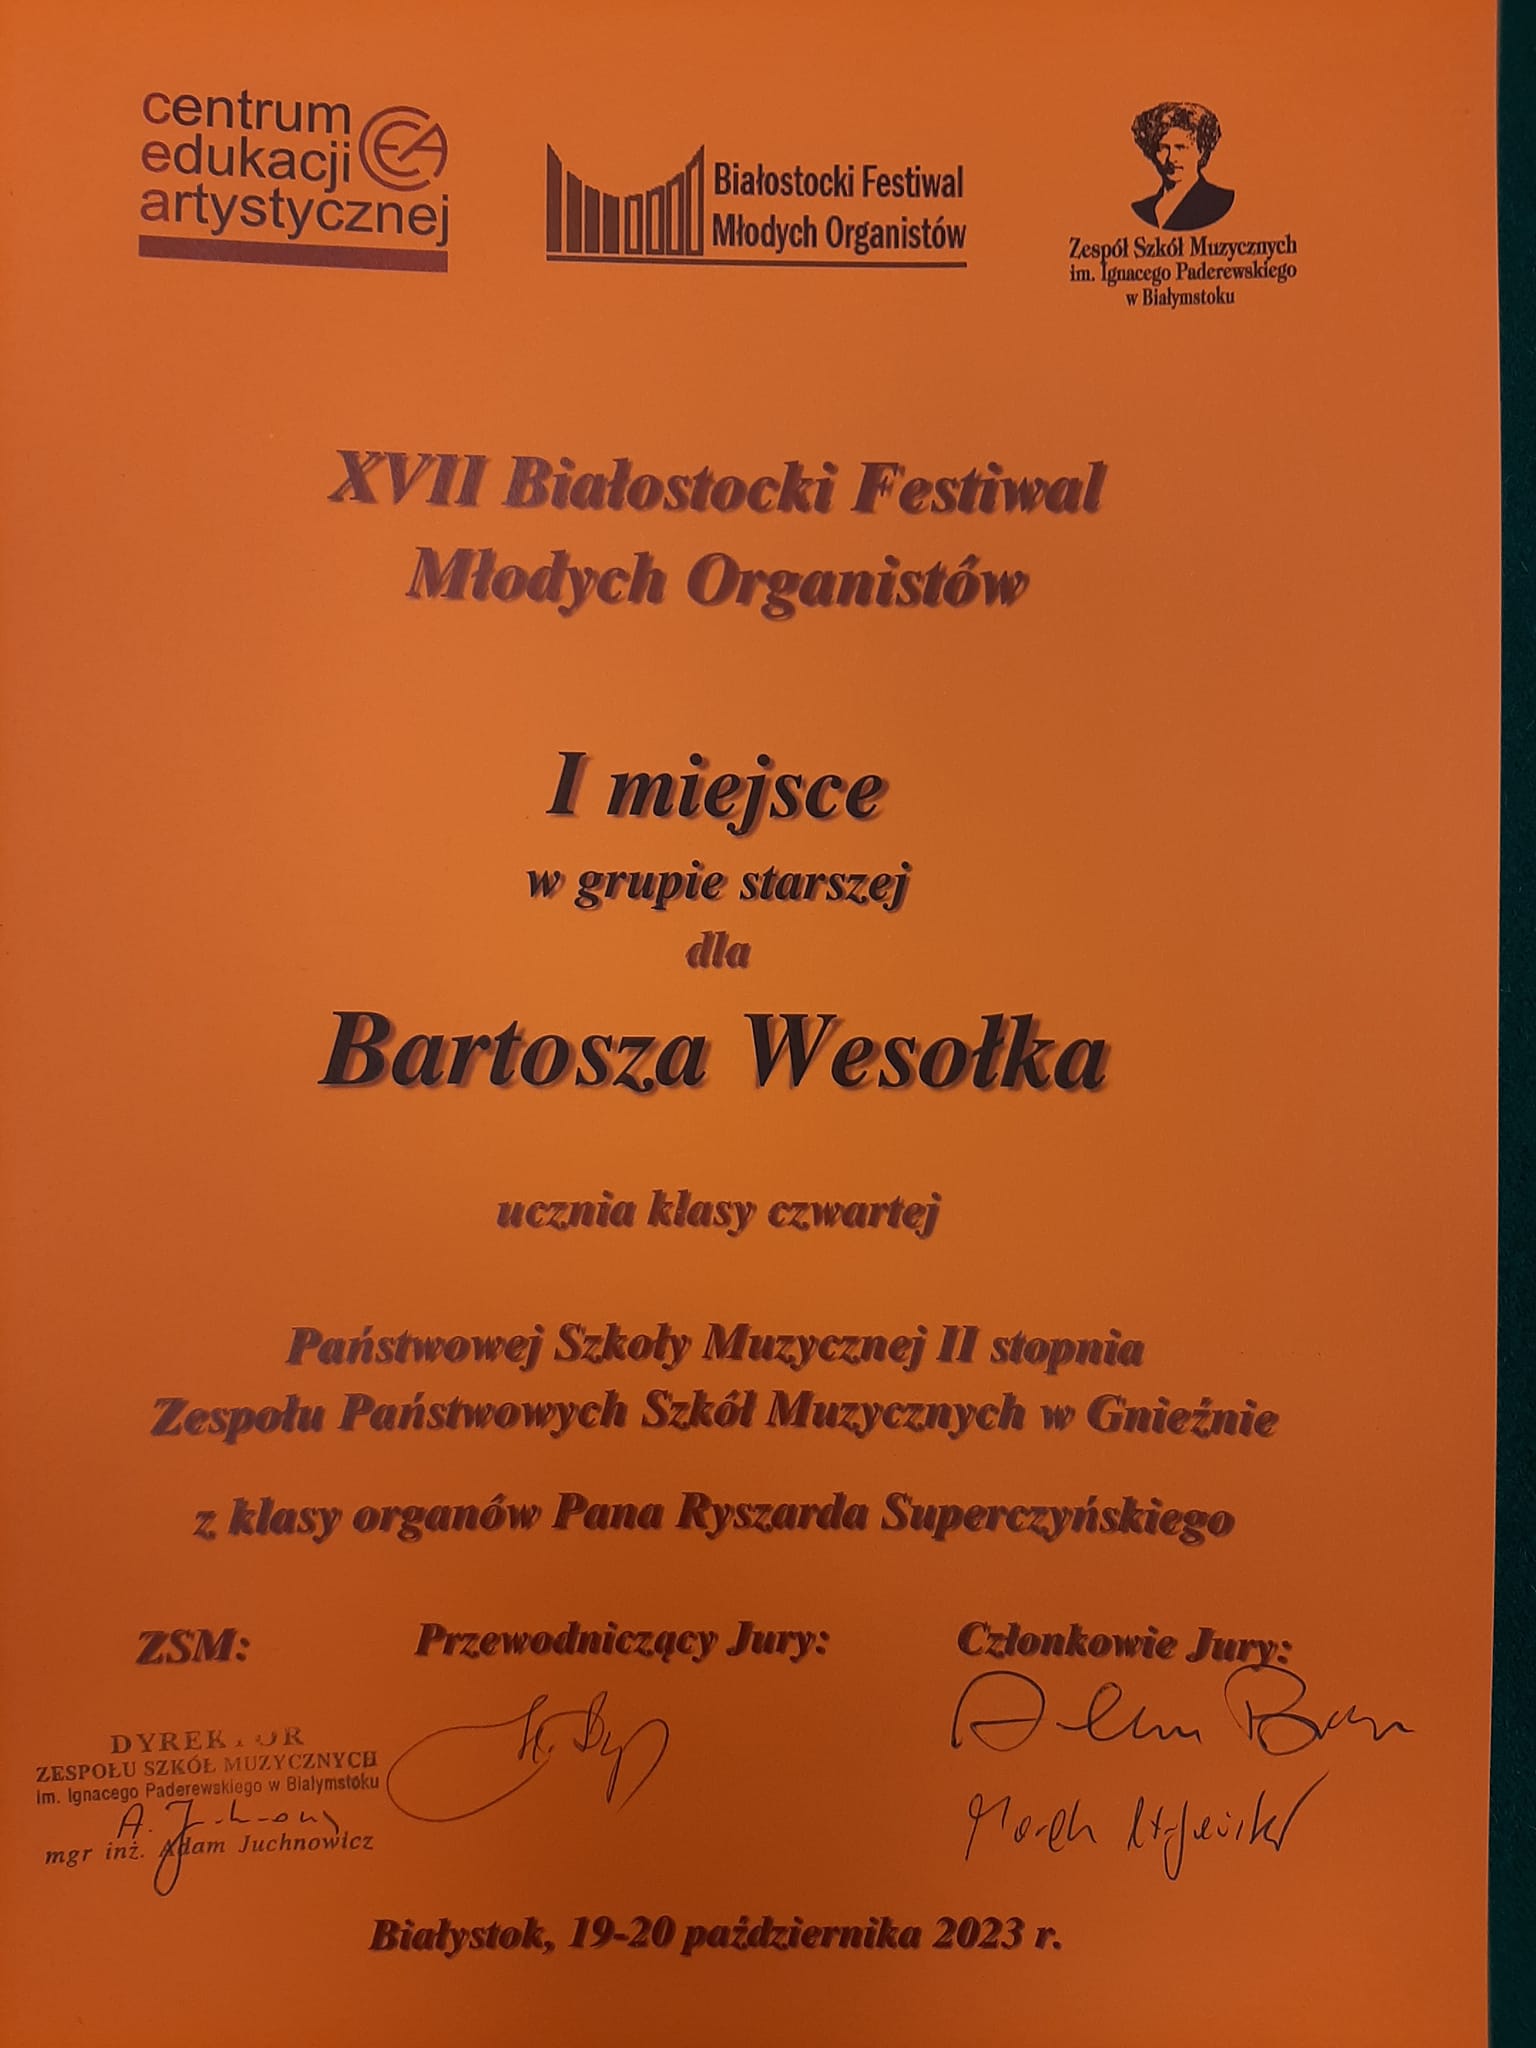 centrum
edukacji
artystycznej
CEA
Białostocki Festiwal
Młodych Organistów
Zespół Szkół Muzycznych
im. Ignacego Paderewskiego
w Białymstoku
XVII Białostocki Festiwal
Młodych Organistów
I miejsce
w grupie starszej
dla
Bartosza Wesołka
ucznia klasy czwartej
Państwowej Szkoły Muzycznej II stopnia
Zespołu Państwowych Szkół Muzycznych w Gnieźnie
z klasy organów Pana Ryszarda Superczyńskiego
ZSM:
Przewodniczący Jury:
Członkowie Jury:
DYREKTOR
ZESPOŁU SZKÓŁ MUZYCZNYCH
im. Ignacego Paderewskiego w Białymstoku
mgr inż. Adam Juchnowicz
Białystok, 19-20 października 2023 r.